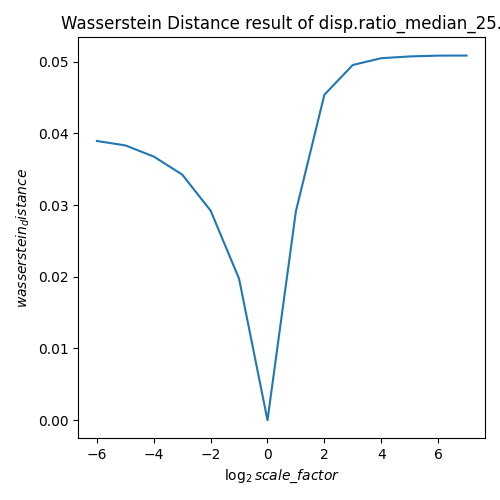 Wasserstein Distance result of disp.ratio_median_25.
0.05
0.04
0.03
0.02
0.01
0.00
wasserstein_distance
−6 −4 −2 0 2 4 6
log₂ scale_factor